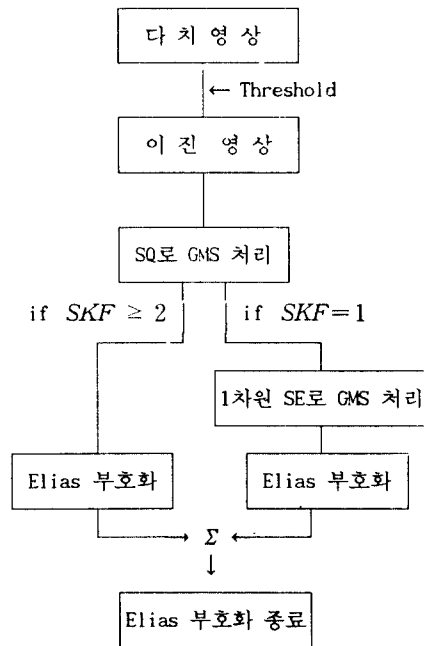 다 치 영 상
← Threshold
이 진 영 상
SQ로 GMS 처리
if SKF ≥ 2
if SKF=1
1차원 SE로 GMS 처리
Elias 부호화
Elias 부호화
→ Σ ←
↓
Elias 부호화 종료